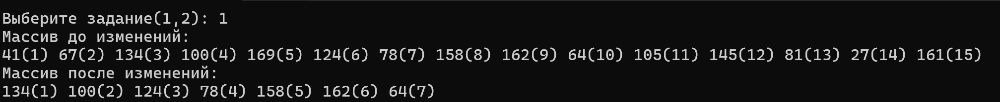 Выберите задание(1,2): 1
Массив до изменений:
41(1) 67(2) 134(3) 100(4) 169(5) 124(6) 78(7) 158(8) 162(9) 64(10) 105(11) 145(12) 81(13) 27(14) 161(15)
Массив после изменений:
134(1) 100(2) 124(3) 78(4) 158(5) 162(6) 64(7)